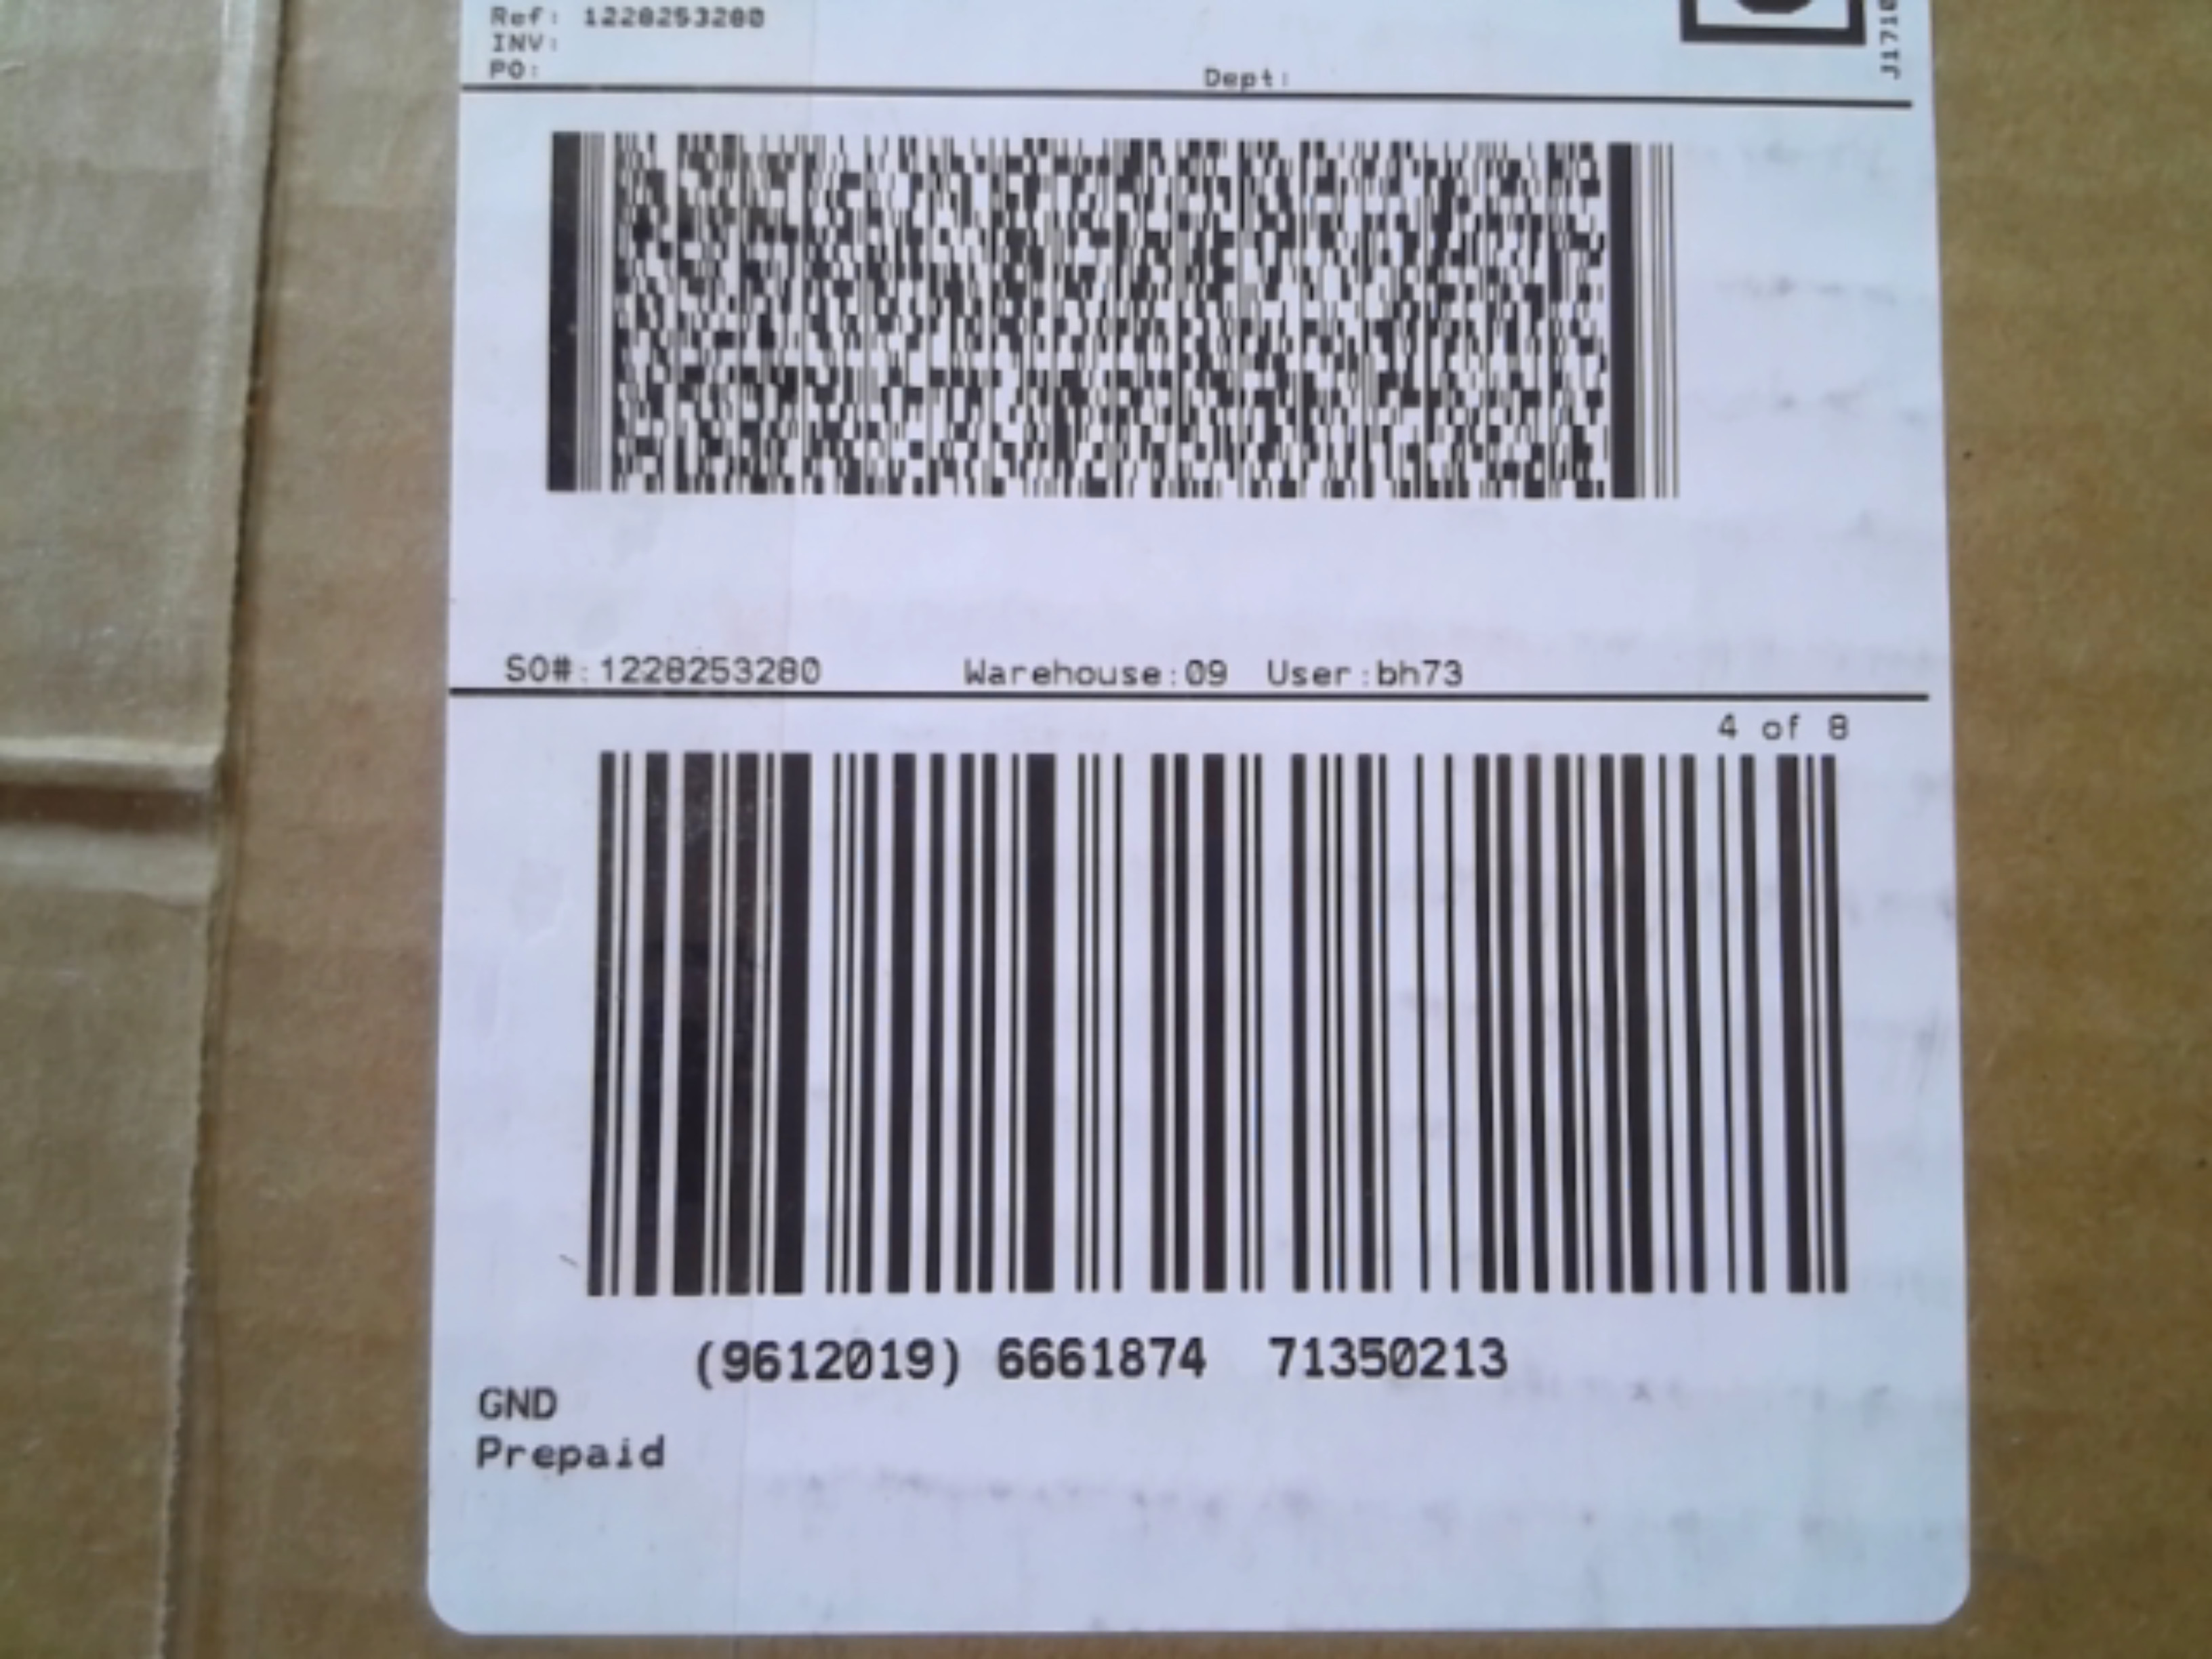 Ref: 1228253280
INV:
PO:
Dept:
J1710
SO#:1228253280 Warehouse:09 User:bh73
4 of 8
(9612019) 6661874 71350213
GND
Prepaid